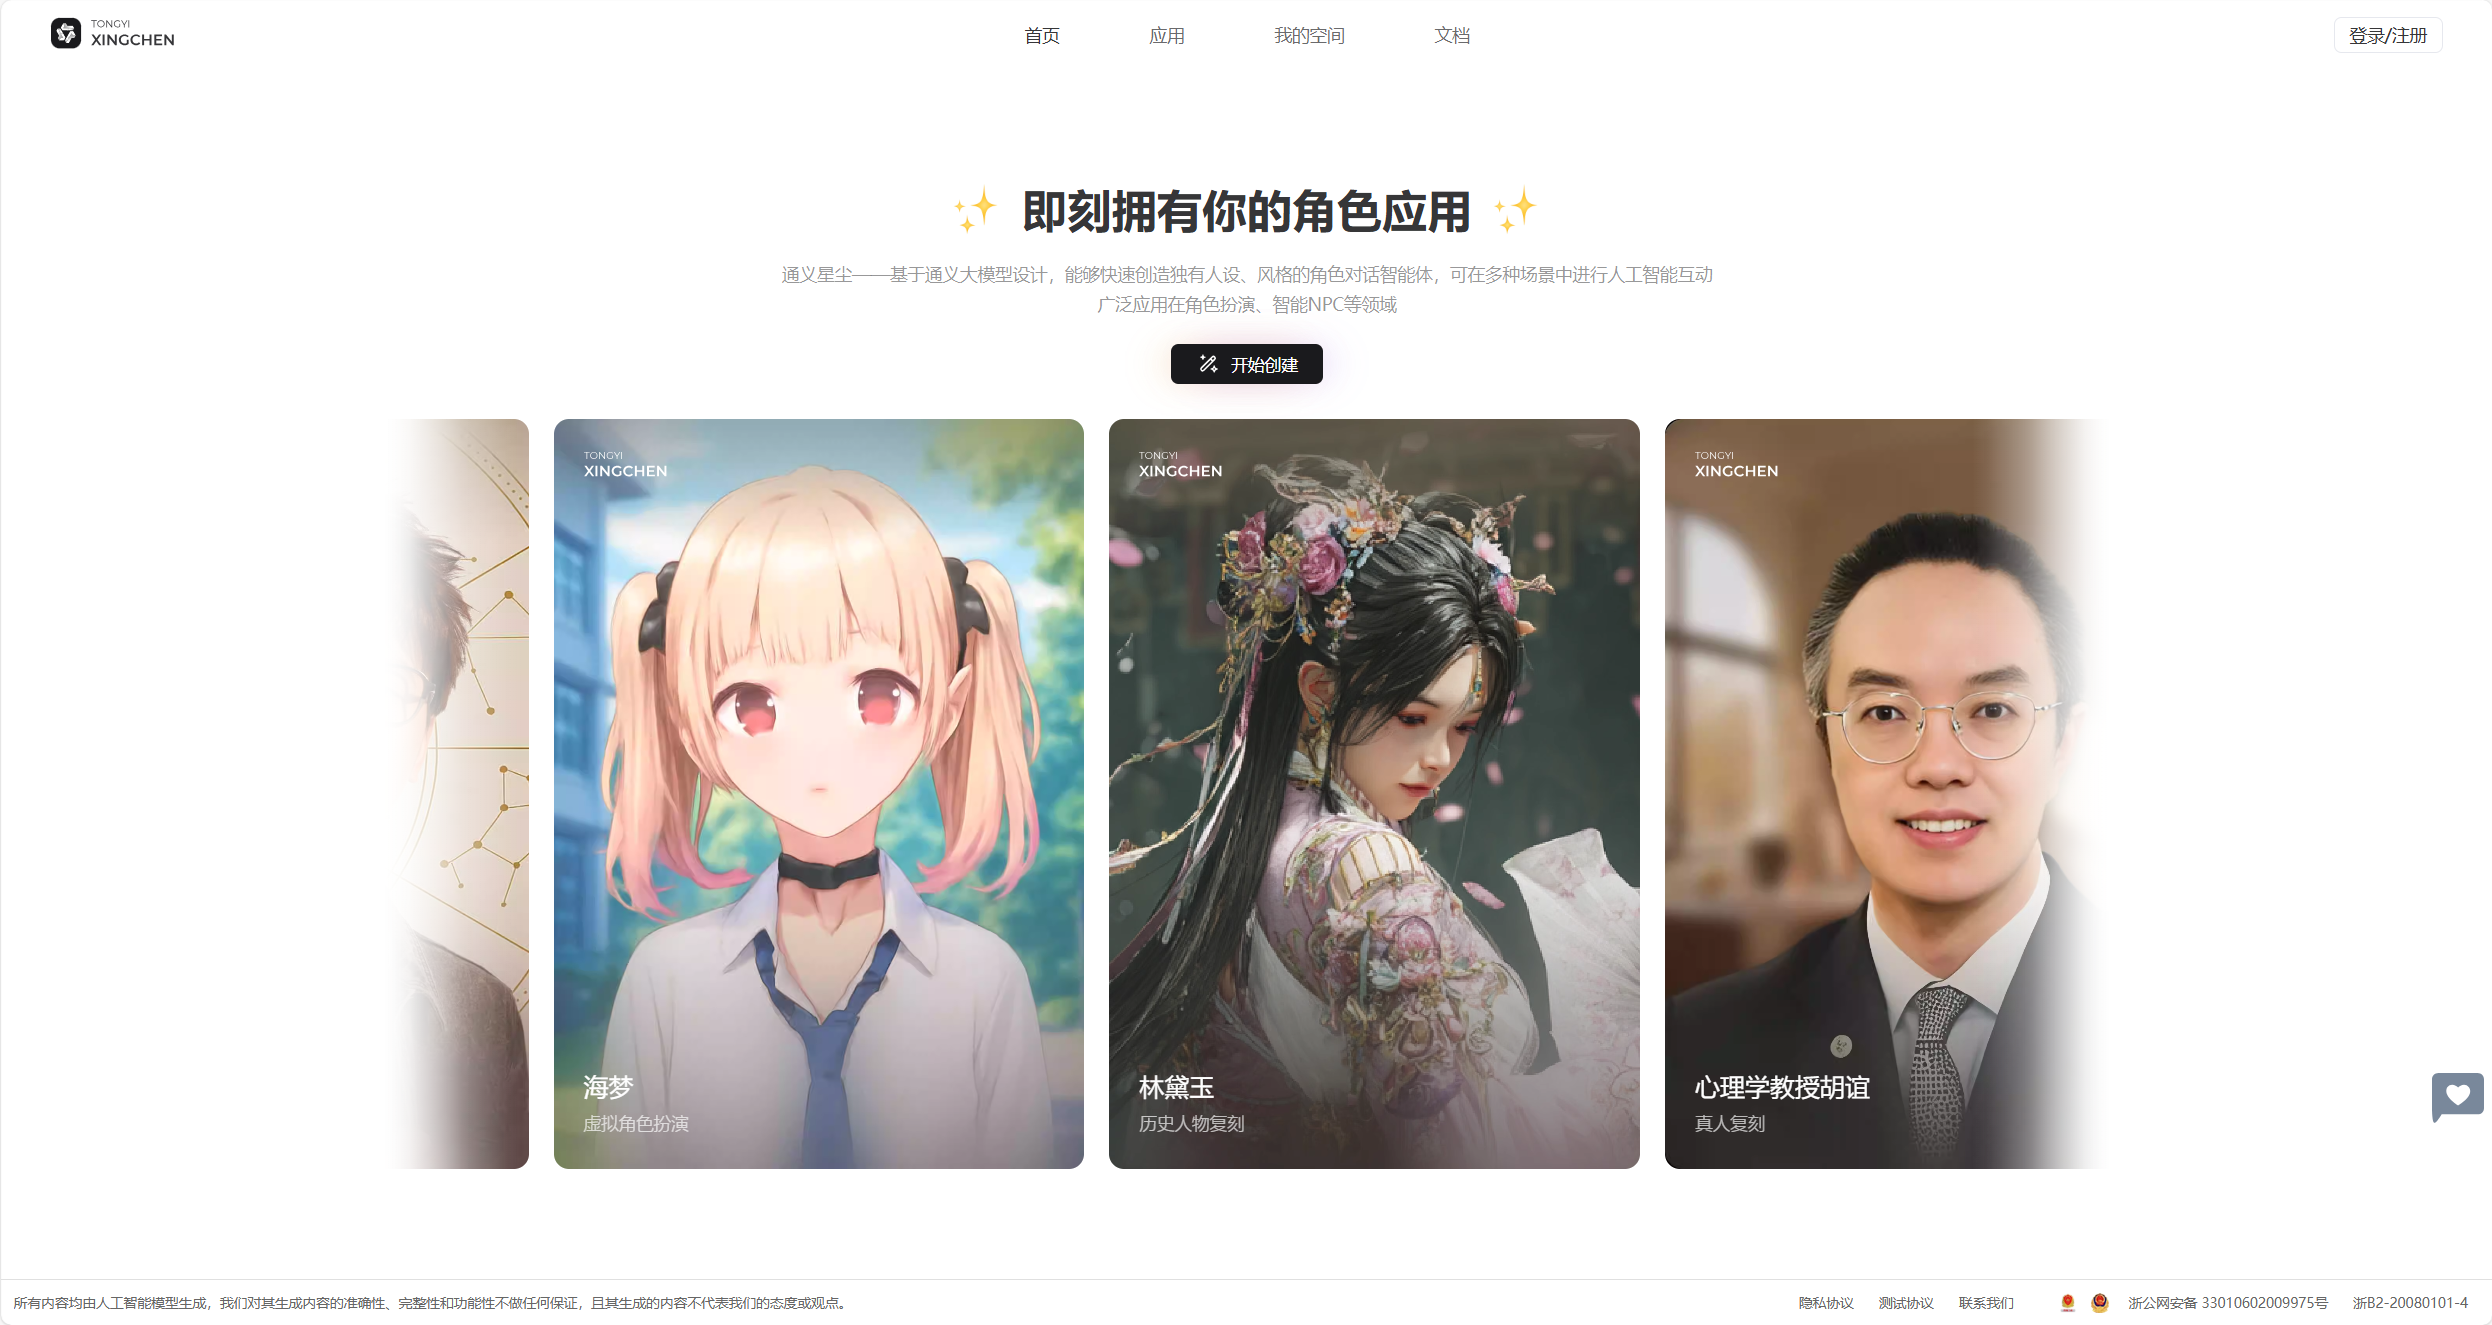 TONGYI
XINGCHEN
首页
应用
我的空间
文档
登录/注册
即刻拥有你的角色应用
通义星尘——基于通义大模型设计，能够快速创造独有人设、风格的角色对话智能体，可在多种场景中进行人工智能互动
广泛应用在角色扮演、智能NPC等领域
开始创建
TONGYI
XINGCHEN
海梦
虚拟角色扮演
TONGYI
XINGCHEN
林黛玉
历史人物复刻
TONGYI
XINGCHEN
心理学教授胡谊
真人复刻
所有内容均由人工智能模型生成，我们对其生成内容的准确性、完整性和功能性不做任何保证，且其生成的内容不代表我们的态度或观点。
隐私协议
测试协议
联系我们
浙公网安备 33010602009975号
浙B2-20080101-4